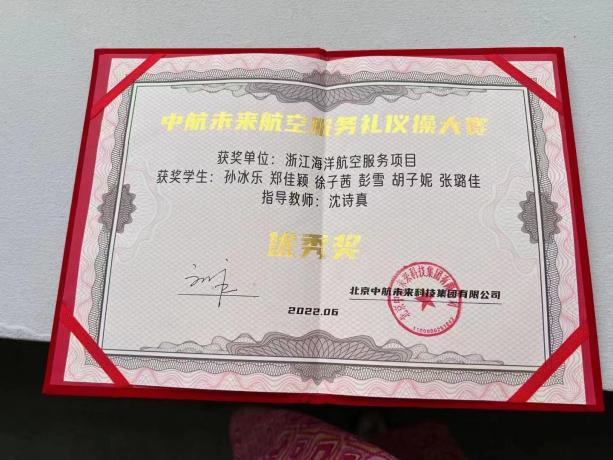 中航未来航空服务礼仪操大赛
获奖单位：浙江海洋航空服务项目
获奖学生：孙冰乐 郑佳颖 徐子茜 彭雪 胡子妮 张璐佳
指导教师：沈诗真
优秀奖
北京中航未来科技集团有限公司
2022.06